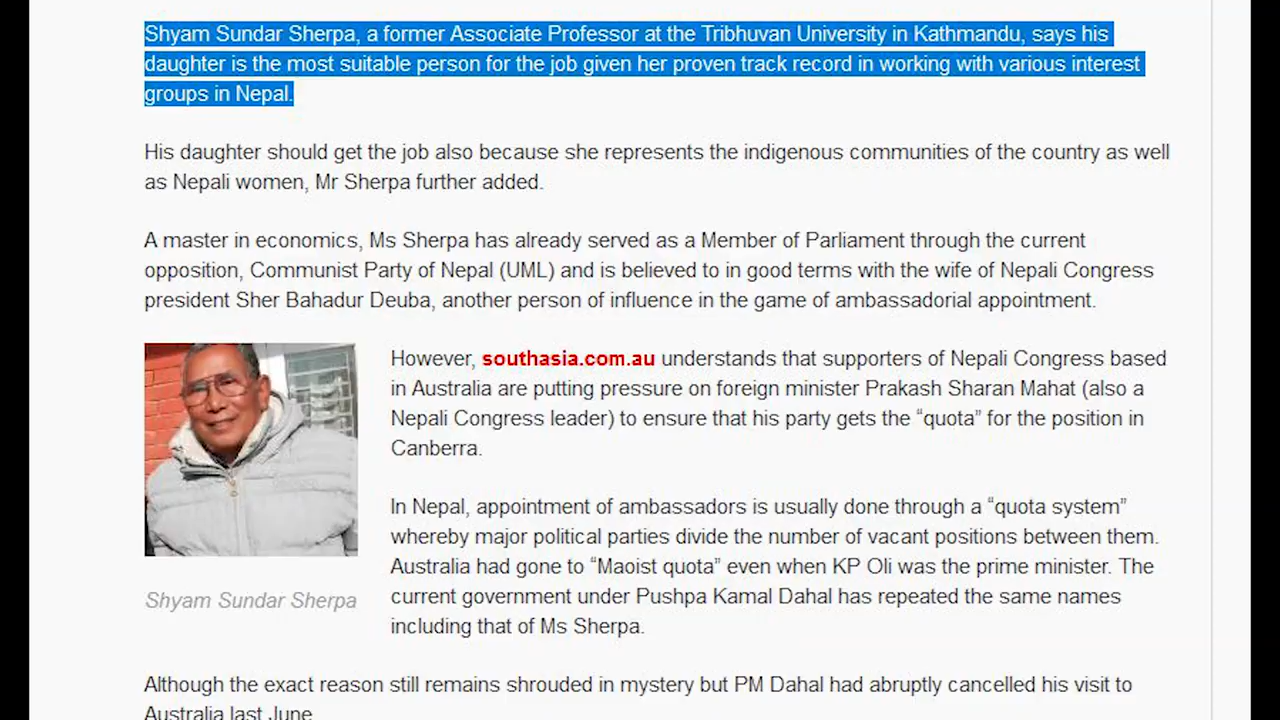 Shyam Sundar Sherpa, a former Associate Professor at the Tribhuvan University in Kathmandu, says his
daughter is the most suitable person for the job given her proven track record in working with various interest
groups in Nepal.
His daughter should get the job also because she represents the indigenous communities of the country as well
as Nepali women, Mr Sherpa further added.
A master in economics, Ms Sherpa has already served as a Member of Parliament through the current
opposition, Communist Party of Nepal (UML) and is believed to in good terms with the wife of Nepali Congress
president Sher Bahadur Deuba, another person of influence in the game of ambassadorial appointment.
However, southasia.com.au understands that supporters of Nepali Congress based
in Australia are putting pressure on foreign minister Prakash Sharan Mahat (also a
Nepali Congress leader) to ensure that his party gets the “quota” for the position in
Canberra.
In Nepal, appointment of ambassadors is usually done through a “quota system”
whereby major political parties divide the number of vacant positions between them.
Australia had gone to “Maoist quota” even when KP Oli was the prime minister. The
current government under Pushpa Kamal Dahal has repeated the same names
including that of Ms Sherpa.
Shyam Sundar Sherpa
Although the exact reason still remains shrouded in mystery but PM Dahal had abruptly cancelled his visit to
Australia last June